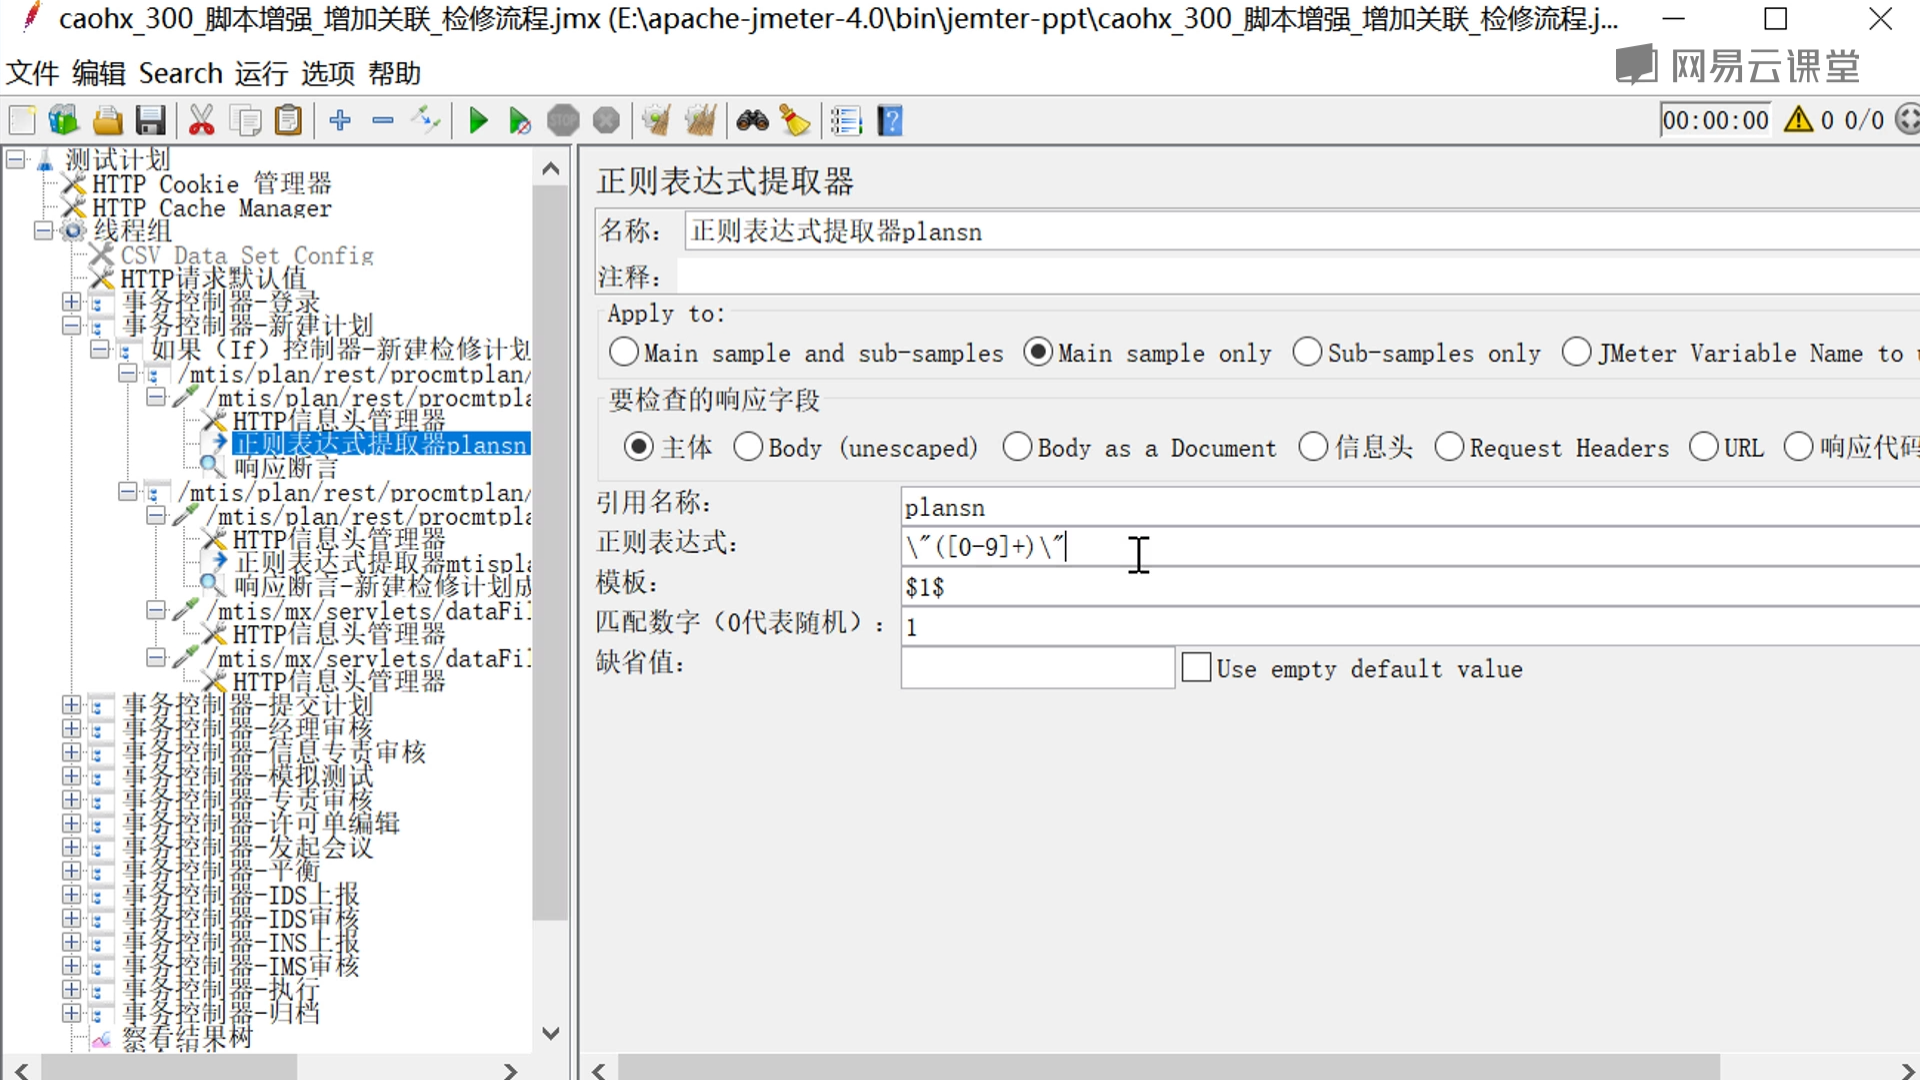 caohx_300_脚本增强_增加关联_检修流程.jmx (E:\apache-jmeter-4.0\bin\jemter-ppt\caohx_300_脚本增强_增加关联_检修流程.j...
文件 编辑 Search 运行 选项 帮助
网易云课堂
STOP
00:00:00 0 0/0
测试计划
HTTP Cookie 管理器
HTTP Cache Manager
线程组
CSV Data Set Config
HTTP请求默认值
事务控制器-登录
事务控制器-新建计划
如果（If）控制器-新建检修计划
/mtis/plan/rest/procmtplan/
/mtis/plan/rest/procmtpla
HTTP信息头管理器
正则表达式提取器plansn
响应断言
/mtis/plan/rest/procmtplan/
/mtis/plan/rest/procmtpla
HTTP信息头管理器
正则表达式提取器mtispla
响应断言-新建检修计划成
/mtis/mx/servlets/dataFil
HTTP信息头管理器
/mtis/mx/servlets/dataFil
HTTP信息头管理器
事务控制器-提交计划
事务控制器-经理审核
事务控制器-信息专责审核
事务控制器-模拟测试
事务控制器-专责审核
事务控制器-许可单编辑
事务控制器-发起会议
事务控制器-平衡
事务控制器-IDS上报
事务控制器-IDS审核
事务控制器-INS上报
事务控制器-IMS审核
事务控制器-执行
事务控制器-归档
察看结果树
正则表达式提取器
名称： 正则表达式提取器plansn
注释：
Apply to:
Main sample and sub-samples Main sample only Sub-samples only JMeter Variable Name to
要检查的响应字段
主体 Body (unescaped) Body as a Document 信息头 Request Headers URL 响应代码
引用名称： plansn
正则表达式： \"([0-9]+)\"
模板： $1$
匹配数字（0代表随机）： 1
缺省值： Use empty default value